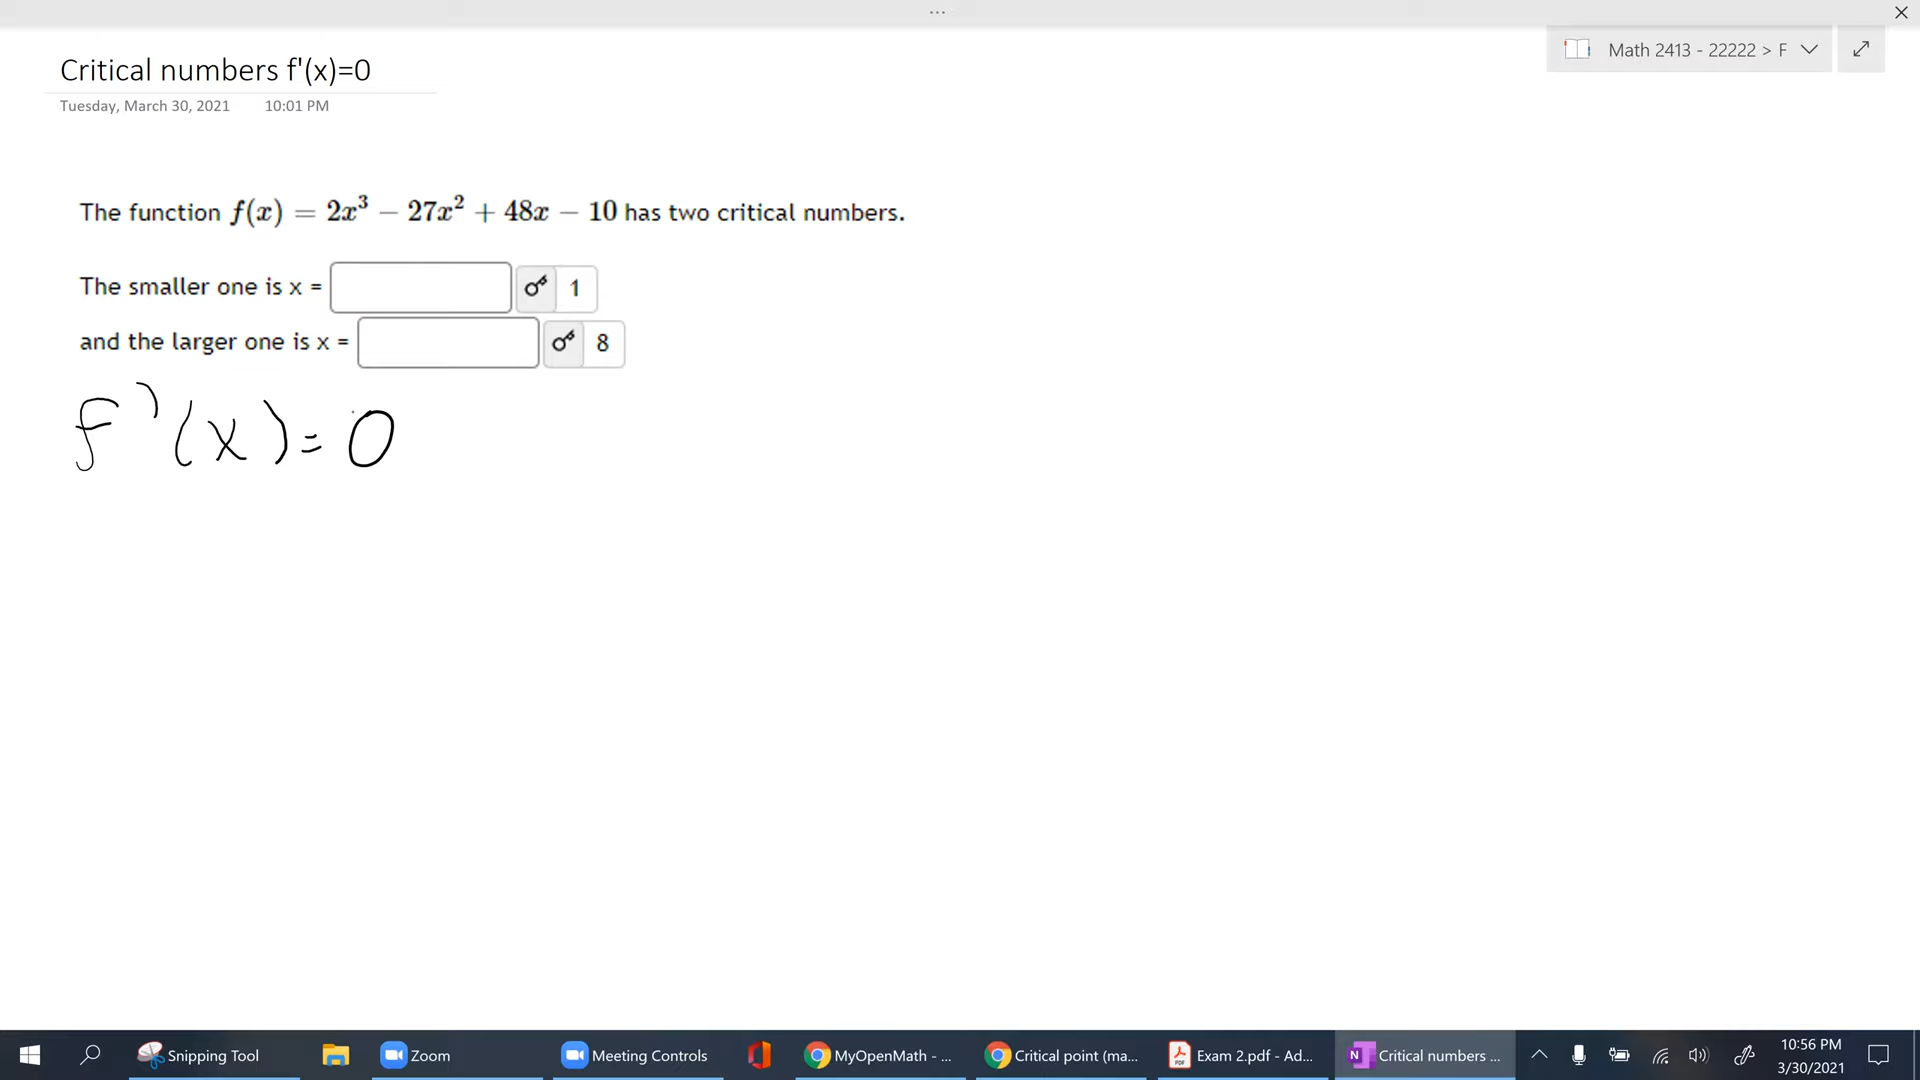 ...
Math 2413 - 22222 > F
Critical numbers f'(x)=0
Tuesday, March 30, 2021 10:01 PM
The function f(x) = 2x³ − 27x² + 48x − 10 has two critical numbers.
The smaller one is x = 1
and the larger one is x = 8
f'(x)=0
Snipping Tool Zoom Meeting Controls MyOpenMath - ... Critical point (ma... Exam 2.pdf - Ad... Critical numbers ... 10:56 PM
3/30/2021